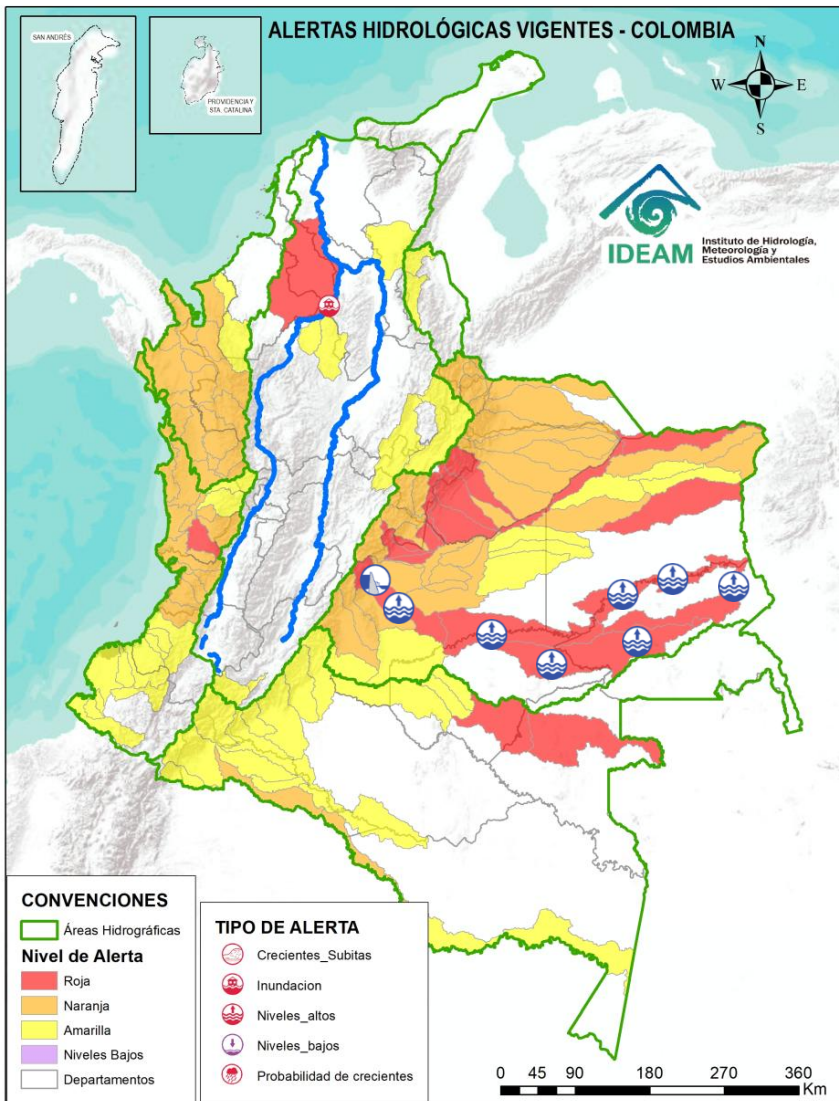 ALERTAS HIDROLÓGICAS VIGENTES - COLOMBIA
SAN ANDRÉS
PROVIDENCIA Y
STA. CATALINA
N
W
E
S
IDEAM
Instituto de Hidrología,
Meteorología y
Estudios Ambientales
CONVENCIONES
Áreas Hidrográficas
Nivel de Alerta
Roja
Naranja
Amarilla
Niveles Bajos
Departamentos
TIPO DE ALERTA
Crecientes_Subitas
Inundacion
Niveles_altos
Niveles_bajos
Probabilidad de crecientes
0 45 90 180 270 360
Km